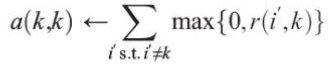 a(k,k) ← ∑ max{0,r(i′,k)}
i′ s.t.i′≠k